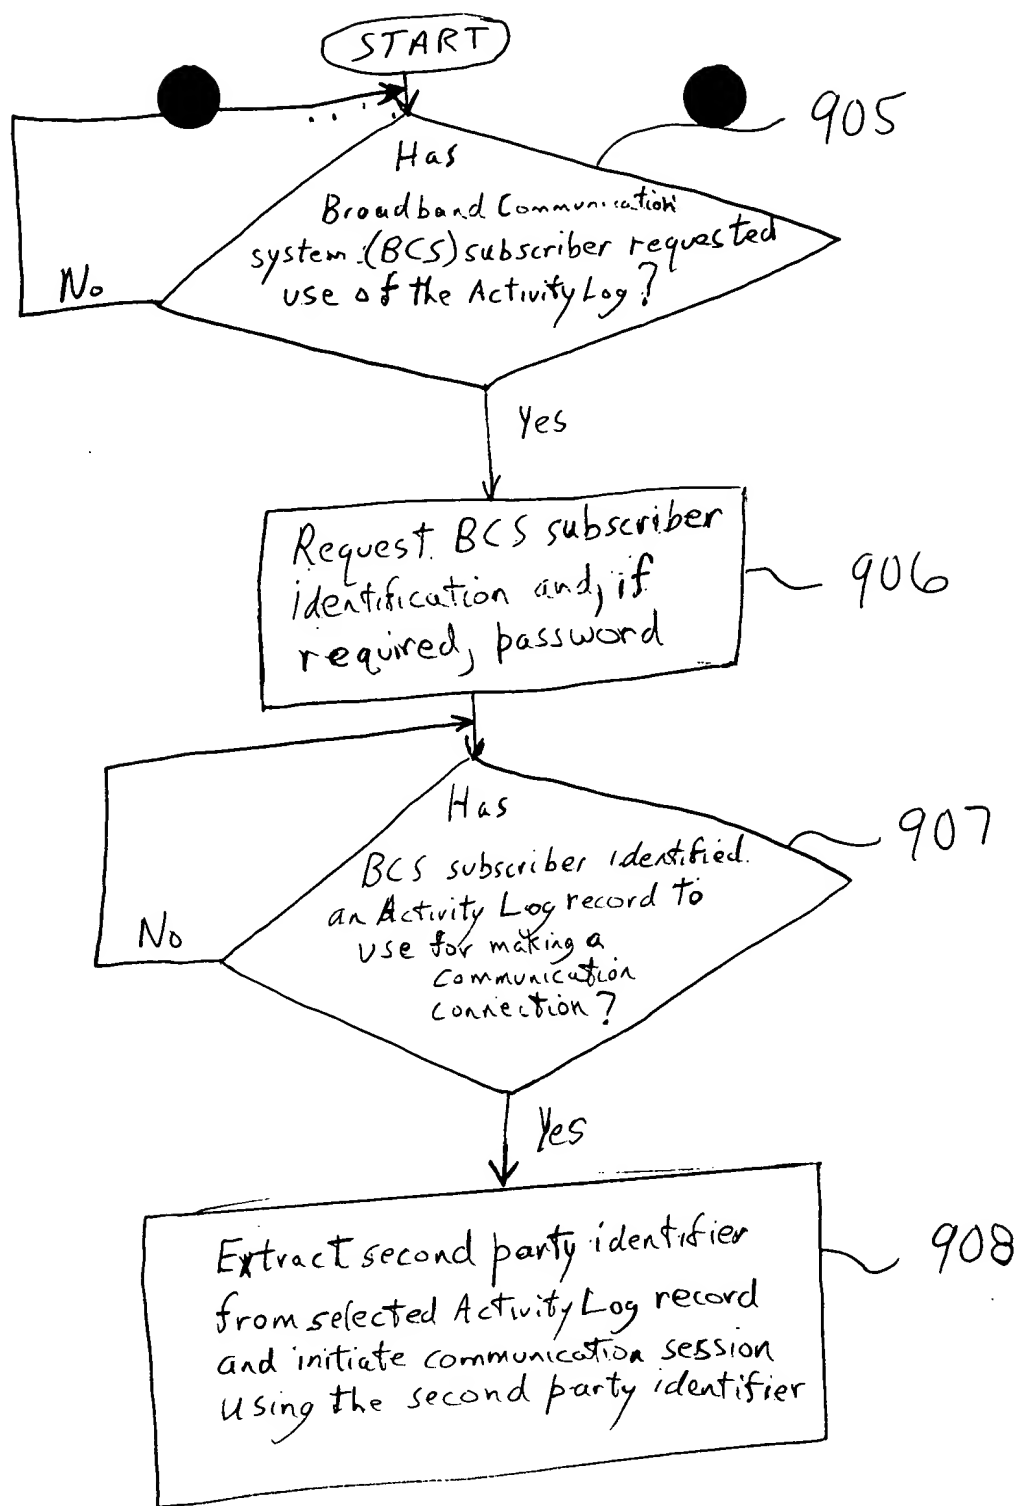 START
905
Has
Broadband Communication
system (BCS) subscriber requested
use of the Activity Log?
No
Yes
Request BCS subscriber
identification and, if
required, password
906
Has
BCS subscriber identified
an Activity Log record to
use for making a
communication
connection?
907
No
Yes
Extract second party identifier
from selected Activity Log record
and initiate communication session
using the second party identifier
908